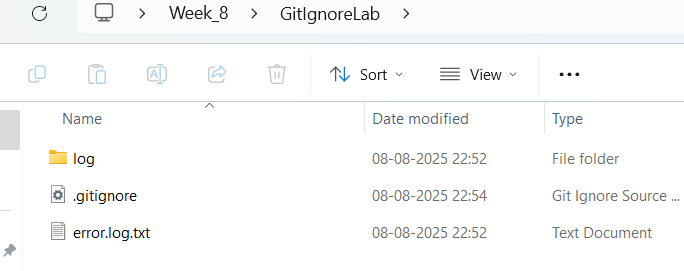 Week_8 > GitIgnoreLab >
Sort View ...
Name Date modified Type
log 08-08-2025 22:52 File folder
.gitignore 08-08-2025 22:54 Git Ignore Source ...
error.log.txt 08-08-2025 22:52 Text Document